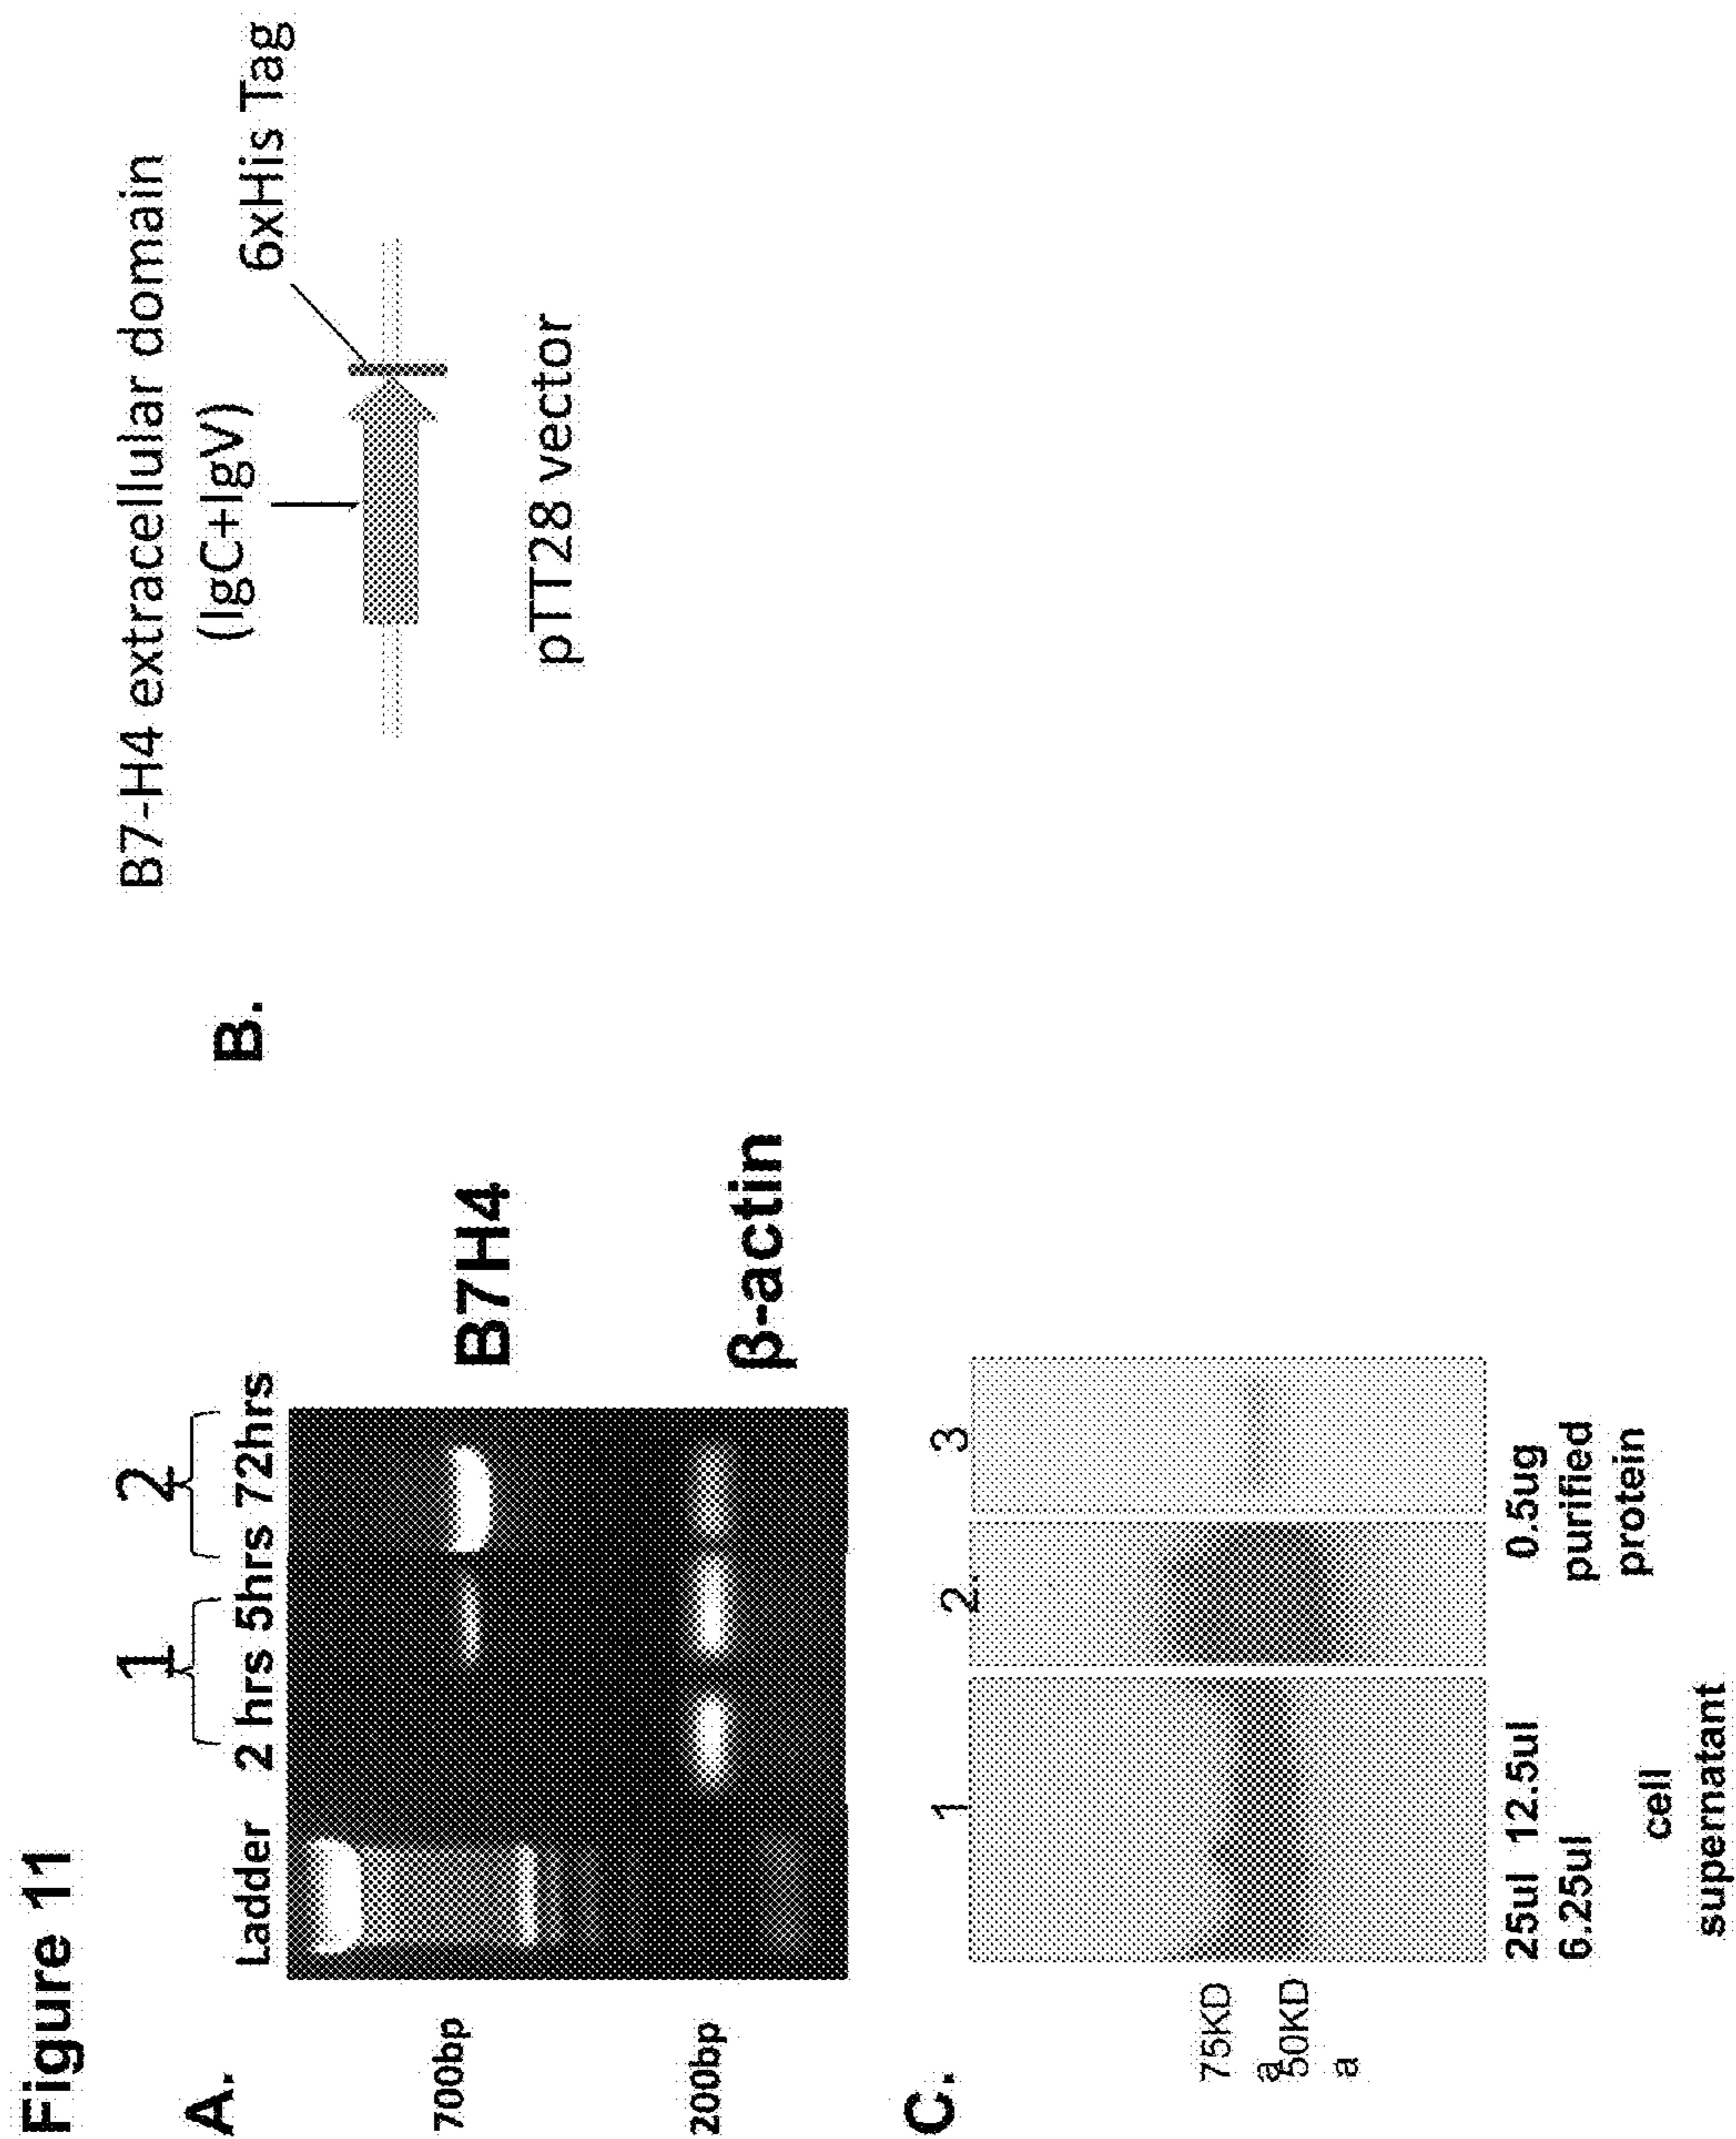 Figure 11
A.
1 2
Ladder 2 hrs 5hrs 72hrs
700bp
B7H4
200bp
β-actin
B.
B7-H4 extracellular domain
(IgC+IgV)
6xHis Tag
pTT28 vector
C.
1 2. 3
75KD
a
50KD
a
25ul 12.5ul
6.25ul
cell
supernatant
0.5ug
purified
protein